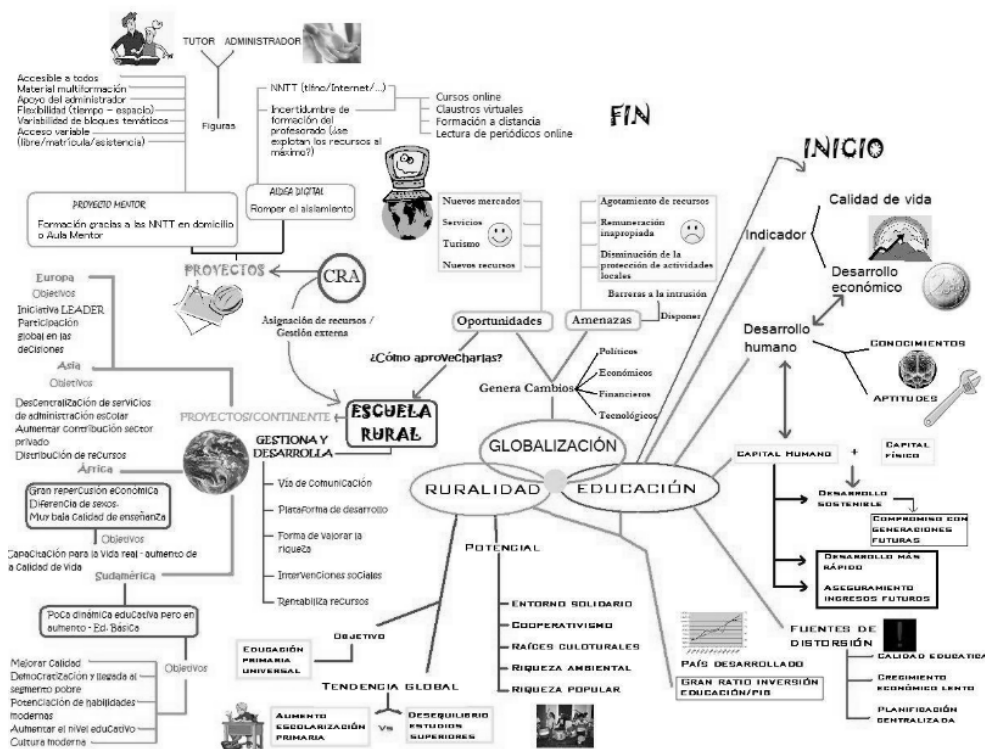 TUTOR ADMINISTRADOR
Figuras
Accesible a todos
Material multiformación
Apoyo del administrador
Flexibilidad (tiempo - espacio)
Variabilidad de bloques temáticos
Acceso variable
(libre/matrícula/asistencia)
NNTT (tlfno/Internet/...)
Incertidumbre de
formación del
profesorado (¿se
explotan los recursos al
máximo?)
Cursos online
Claustros virtuales
Formación a distancia
Lectura de periódicos online
FIN
INICIO
PROYECTO MENTOR
Formación gracias a las NNTT en domicilio
o Aula Mentor
ALDEA DIGITAL
Romper el aislamiento
PROYECTOS
CRA
Asignación de recursos /
Gestión externa
Nuevos mercados
Servicios
Turismo
Nuevos recursos
Agotamiento de recursos
Remuneración
inapropiada
Disminución de la
protección de actividades
locales
Barreras a la intrusión
Disponer
Oportunidades
Amenazas
¿Cómo aprovecharlas?
Genera Cambios
Políticos
Económicos
Financieros
Tecnológicos
Indicador
Calidad de vida
Desarrollo
económico
Desarrollo
humano
CONOCIMIENTOS
APTITUDES
CAPITAL HUMANO
+
CAPITAL
FÍSICO
DESARROLLO
SOSTENIBLE
COMPROMISO CON
GENERACIONES
FUTURAS
DESARROLLO MÁS
RÁPIDO
ASEGURAMIENTO
INGRESOS FUTUROS
Europa
Objetivos
Iniciativa LEADER
Participación
global en las
decisiones
Asia
Objetivos
Descentralización de servicios
de administración escolar
Aumentar contribución sector
privado
Distribución de recursos
África
Gran repercusión económica
Diferencia de sexos.
Muy baja calidad de enseñanza
Objetivos
Capacitación para la vida real - aumento de
la Calidad de Vida
Sudamérica
Poca dinámica educativa pero en
aumento - Ed. Básica
Objetivos
Mejorar Calidad
Democratización y llegada al
segmento pobre
Potenciación de habilidades
modernas
Aumentar el nivel educativo
Cultura moderna
PROYECTOS/CONTINENTE
ESCUELA
RURAL
GESTIONA Y
DESARROLLA
Vía de Comunicación
Plataforma de desarrollo
Forma de valorar la
riqueza
Intervenciones sociales
Rentabiliza recursos
GLOBALIZACIÓN
RURALIDAD
EDUCACIÓN
POTENCIAL
ENTORNO SOLIDARIO
COOPERATIVISMO
RAÍCES CULOTURALES
RIQUEZA AMBIENTAL
RIQUEZA POPULAR
OBJETIVO
EDUCACIÓN
PRIMARIA
UNIVERSAL
TENDENCIA GLOBAL
AUMENTO
ESCOLARIZACIÓN
PRIMARIA
VS
DESEQUILIBRIO
ESTUDIOS
SUPERIORES
PAÍS DESARROLLADO
GRAN RATIO INVERSIÓN
EDUCACIÓN/PIB
FUENTES DE
DISTORSIÓN
CALIDAD EDUCATICA
CRECIMIENTO
ECONÓMICO LENTO
PLANIFICACIÓN
CENTRALIZADA